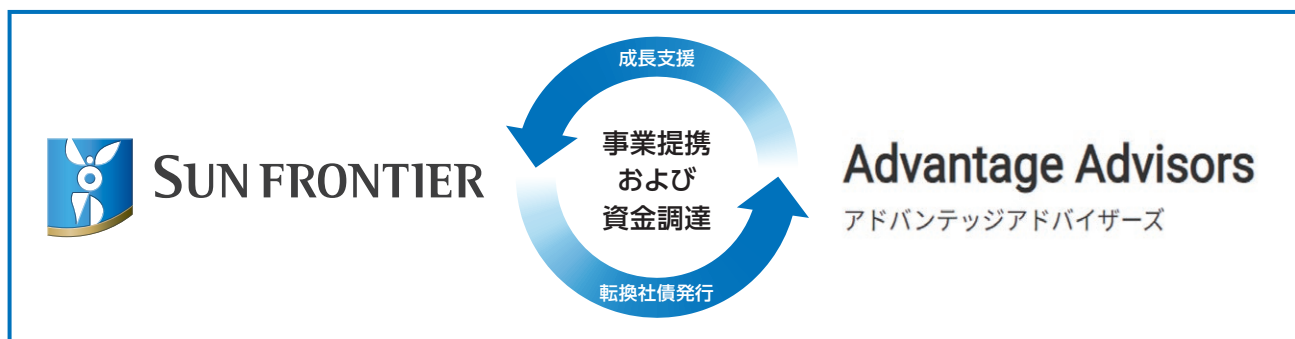 成長支援
SUN FRONTIER
事業提携
および
資金調達
Advantage Advisors
アドバンテッジアドバイザーズ
転換社債発行